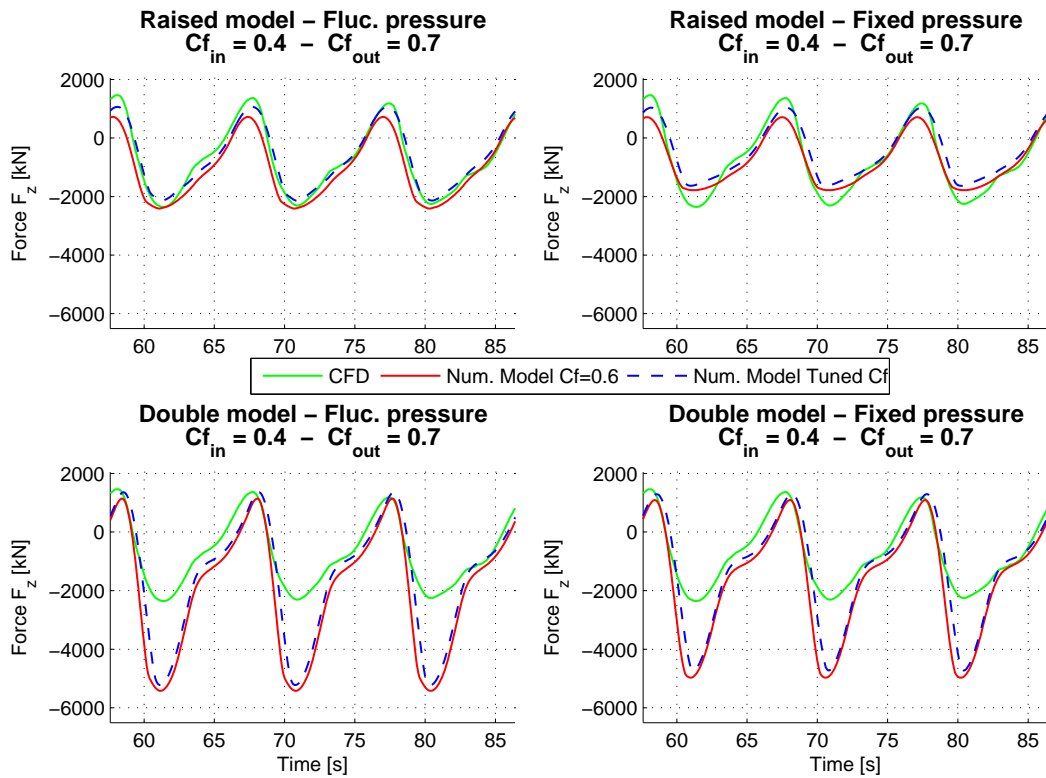 Raised model − Fluc. pressure
Cf_in = 0.4 − Cf_out = 0.7
Raised model − Fixed pressure
Cf_in = 0.4 − Cf_out = 0.7
2000
0
−2000
−4000
−6000
Force F_z [kN]
60 65 70 75 80 85
2000
0
−2000
−4000
−6000
Force F_z [kN]
60 65 70 75 80 85
CFD Num. Model Cf=0.6 Num. Model Tuned Cf
Double model − Fluc. pressure
Cf_in = 0.4 − Cf_out = 0.7
Double model − Fixed pressure
Cf_in = 0.4 − Cf_out = 0.7
2000
0
−2000
−4000
−6000
Force F_z [kN]
60 65 70 75 80 85
Time [s]
2000
0
−2000
−4000
−6000
Force F_z [kN]
60 65 70 75 80 85
Time [s]